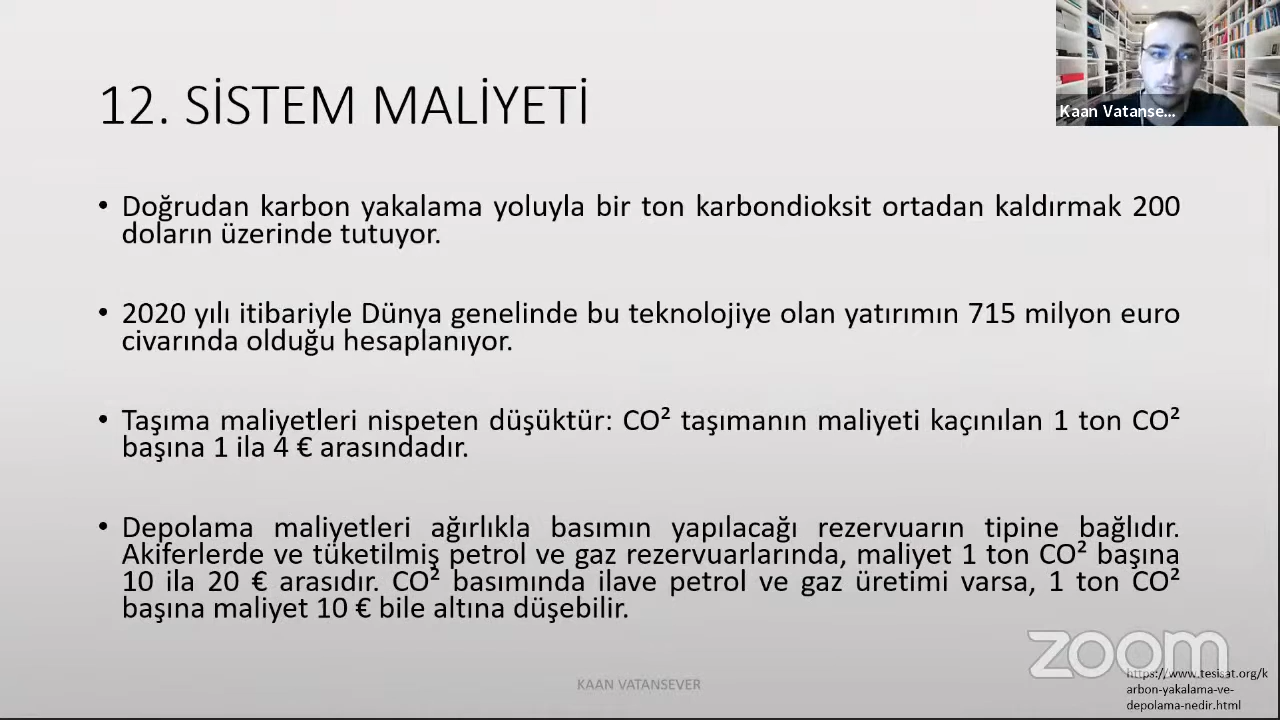 Kaan Vatanse...
12. SİSTEM MALİYETİ
• Doğrudan karbon yakalama yoluyla bir ton karbondioksit ortadan kaldırmak 200
doların üzerinde tutuyor.
• 2020 yılı itibariyle Dünya genelinde bu teknolojiye olan yatırımın 715 milyon euro
civarında olduğu hesaplanıyor.
• Taşıma maliyetleri nispeten düşüktür: CO² taşımanın maliyeti kaçınılan 1 ton CO²
başına 1 ila 4 € arasındadır.
• Depolama maliyetleri ağırlıkla basımın yapılacağı rezervuarın tipine bağlıdır.
Akiferlerde ve tüketilmiş petrol ve gaz rezervuarlarında, maliyet 1 ton CO² başına
10 ila 20 € arasıdır. CO² basımında ilave petrol ve gaz üretimi varsa, 1 ton CO²
başına maliyet 10 € bile altına düşebilir.
zoom
KAAN VATANSEVER
https://www.tesisat.org/k
arbon-yakalama-ve-
depolama-nedir.html